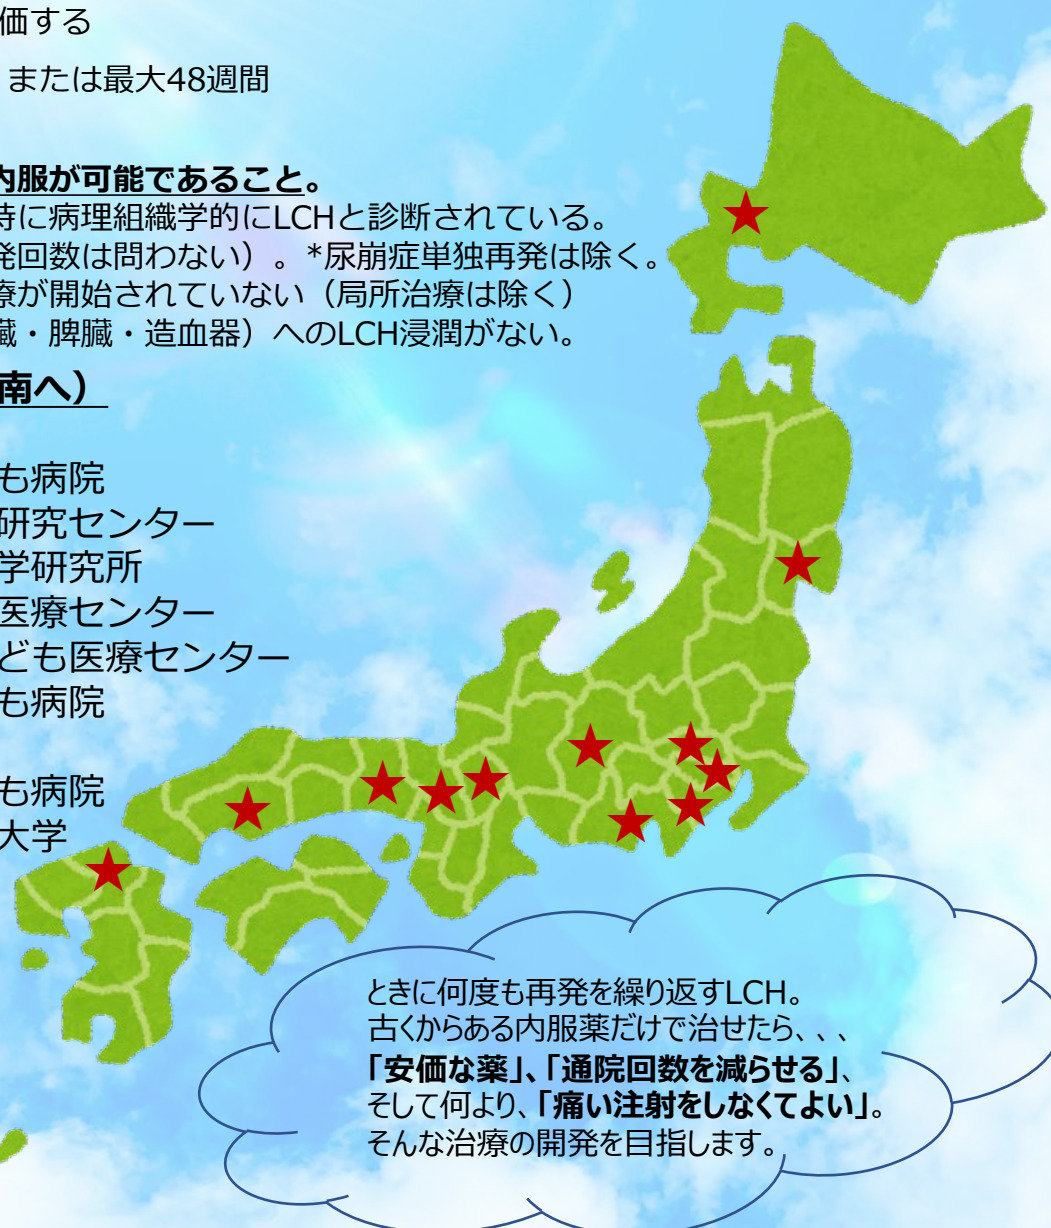 価する
または最大48週間
内服が可能であること。
時に病理組織学的にLCHと診断されている。
発回数は問わない）。*尿崩症単独再発は除く。
療が開始されていない（局所治療は除く）
臓・脾臓・造血器）へのLCH浸潤がない。
南へ）
も病院
研究センター
学研究所
医療センター
ども医療センター
も病院
も病院
大学
ときに何度も再発を繰り返すLCH。
古くからある内服薬だけで治せたら、、、
「安価な薬」、「通院回数を減らせる」、
そして何より、「痛い注射をしなくてよい」。
そんな治療の開発を目指します。